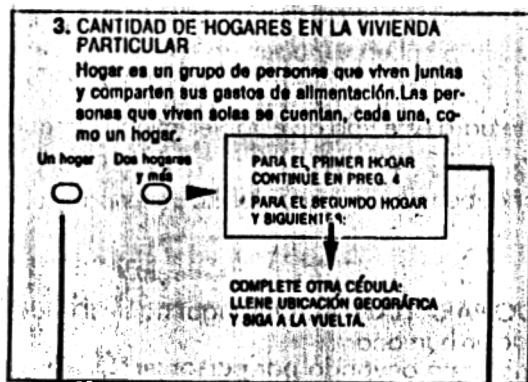 3. CANTIDAD DE HOGARES EN LA VIVIENDA
PARTICULAR
Hogar es un grupo de personas que viven juntas
y comparten sus gastos de alimentación. Las per-
sonas que viven solas se cuentan, cada una, co-
mo un hogar.
Un hogar
Dos hogares
y más
PARA EL PRIMER HOGAR
CONTINUE EN PREG. 4
PARA EL SEGUNDO HOGAR
Y SIGUIENTES:
COMPLETE OTRA CÉDULA:
LLENE UBICACIÓN GEOGRÁFICA
Y SIGA A LA VUELTA.